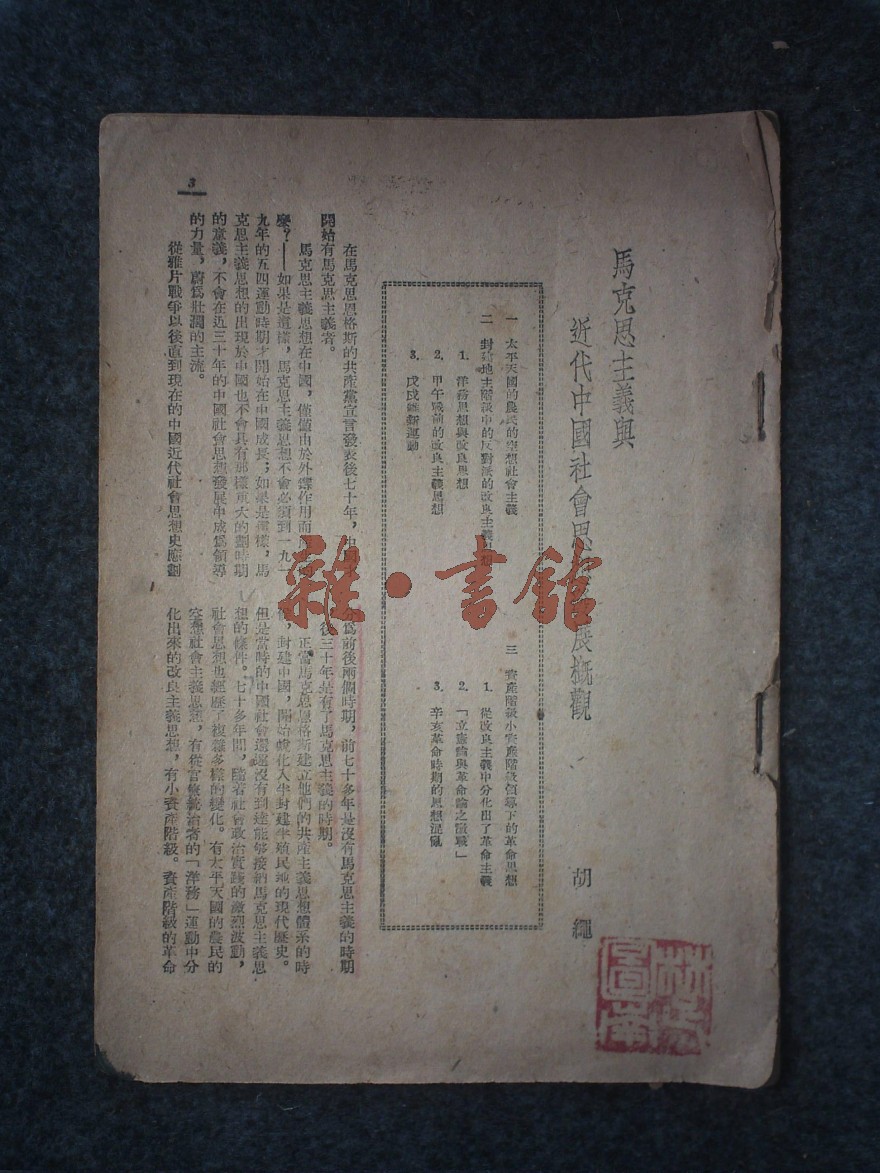 馬克思主義與
近代中國社會思展概觀
胡繩
一 太平天國的農民的空想社會主義
二 封建地主階級中的反對派的改良主義思想
1. 洋務思想與改良思想
2. 甲午戰前的改良主義思想
3. 戊戌維新運動
三 資產階級小資產階級領導下的革命思想
1. 從改良主義中分化出了革命主義
2. 「立憲論與革命論之激戰」
3. 辛亥革命時期的思想混亂
在馬克思恩格斯的共產黨宣言發表後七十年，中
開始有馬克思主義者。
馬克思主義思想在中國，僅僅由於外鑠作用而
麼？——如果是這樣，馬克思主義思想不會必須到一九一
九年的五四運動時期才開始在中國成長；如果是這樣，馬
克思主義思想的出現於中國也不會具有那樣重大的劃時期
的意義，不會在近三十年的中國社會思想發展中成爲領導
的力量，蔚爲壯濶的主流。
從雅片戰爭以後直到現在的中國近代社會思想史應劃
爲前後兩個時期，前七十多年是沒有馬克思主義的時期
後三十年是有了馬克思主義的時期。
正當馬克思恩格斯建立他們的共產主義思想體系的時
，封建中國，開始蛻化入半封建半殖民地的現代歷史。
但是當時的中國社會還遠沒有到達能够接納馬克思主義思
想的條件。七十多年間，隨着社會政治實踐的激烈波動，
社會思想也經歷了複雜多樣的變化。有太平天國的農民的
空想社會主義思想，有從官僚統治者的「洋務」運動中分
化出來的改良主義思想，有小資產階級。資產階級的革命
3
雜·書館